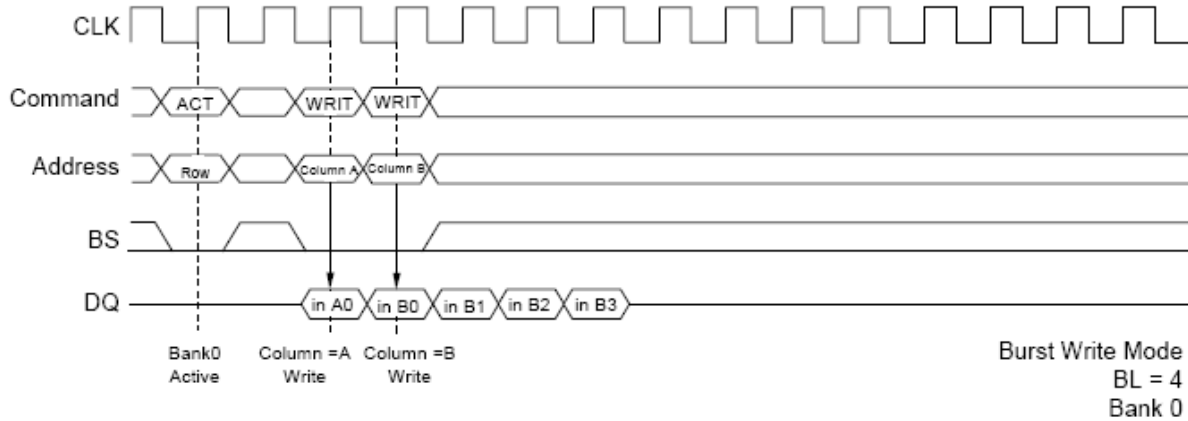 CLK
Command ACT WRIT WRIT
Address Row Column A Column B
BS
DQ in A0 in B0 in B1 in B2 in B3
Bank0 Column =A Column =B
Active Write Write
Burst Write Mode
BL = 4
Bank 0